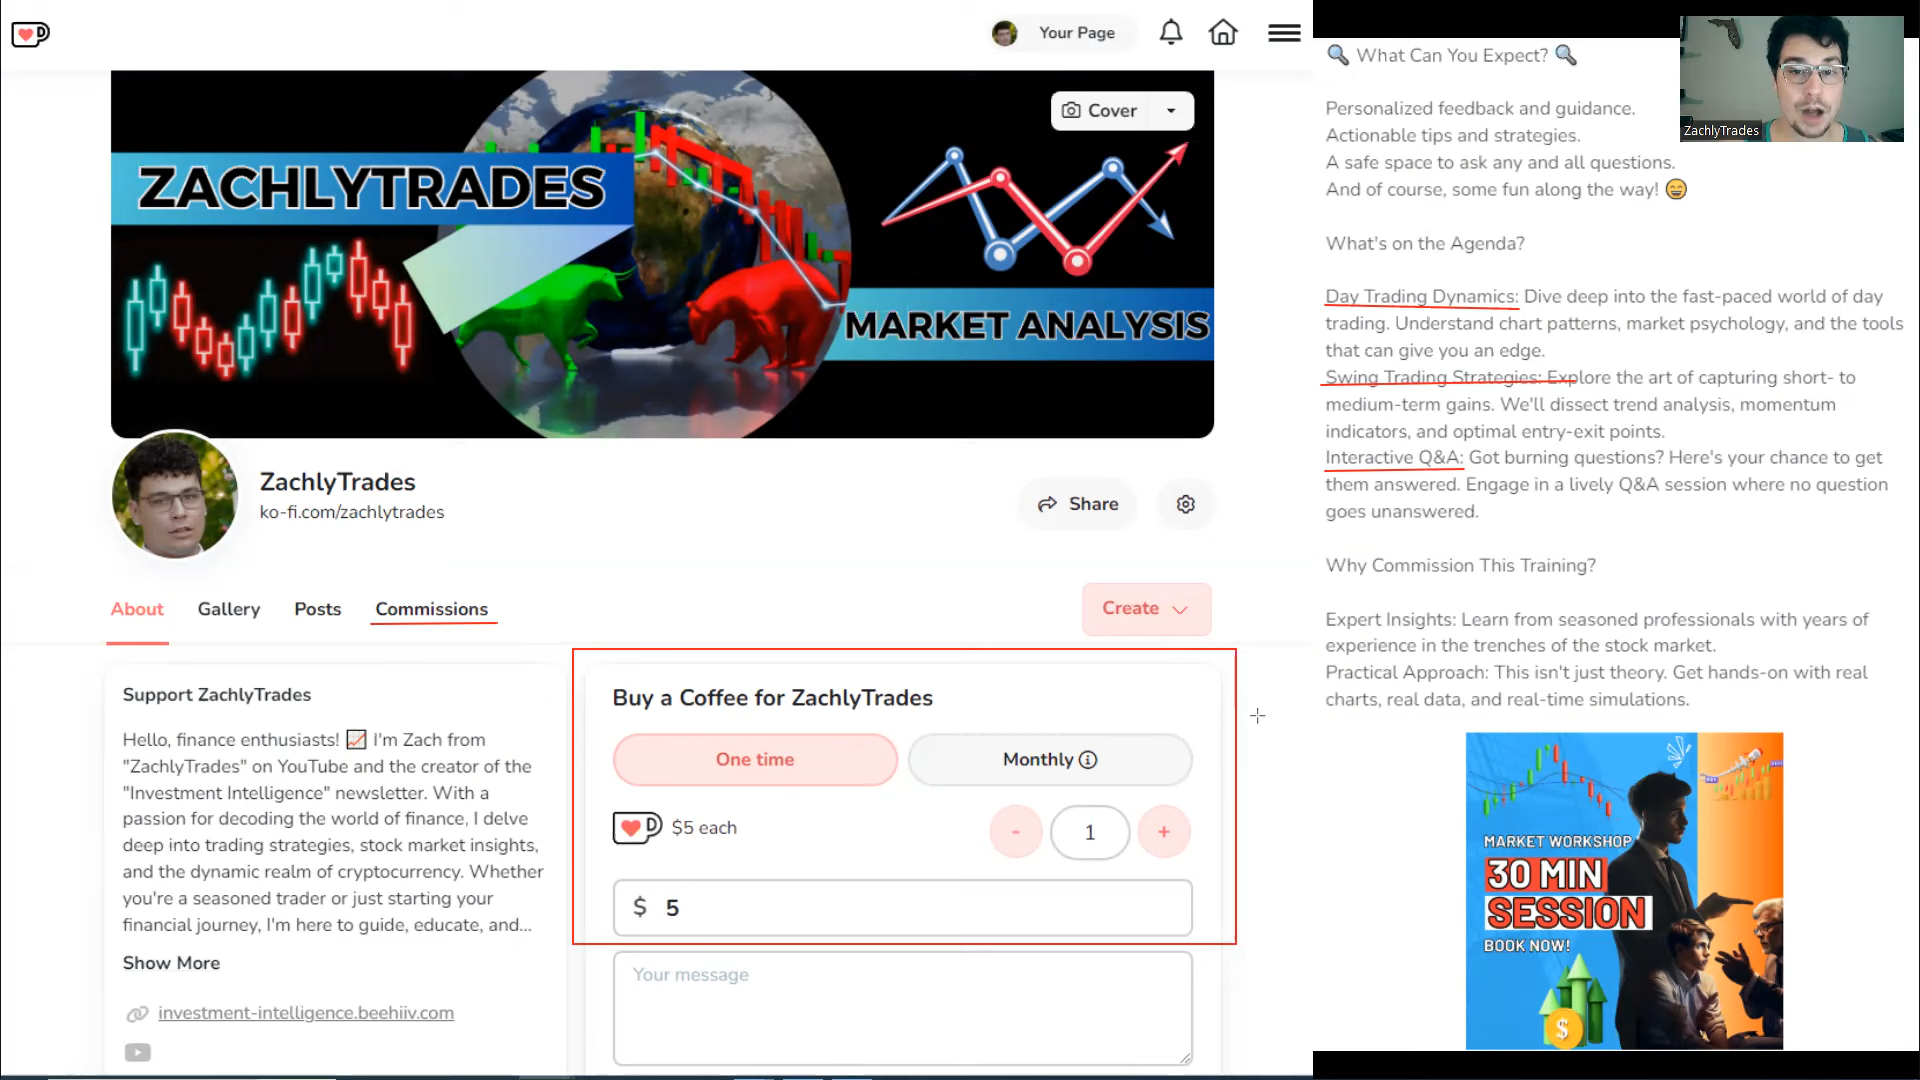 Your Page
Cover
ZACHLYTRADES
MARKET ANALYSIS
ZachlyTrades
ko-fi.com/zachlytrades
Share
About
Gallery
Posts
Commissions
Create
Support ZachlyTrades
Hello, finance enthusiasts! 📈 I'm Zach from
"ZachlyTrades" on YouTube and the creator of the
"Investment Intelligence" newsletter. With a
passion for decoding the world of finance, I delve
deep into trading strategies, stock market insights,
and the dynamic realm of cryptocurrency. Whether
you're a seasoned trader or just starting your
financial journey, I'm here to guide, educate, and...
Show More
investment-intelligence.beehiiv.com
Buy a Coffee for ZachlyTrades
One time
Monthly
$5 each
-
1
+
$ 5
Your message
🔍 What Can You Expect? 🔍
Personalized feedback and guidance.
Actionable tips and strategies.
A safe space to ask any and all questions.
And of course, some fun along the way! 😄
What's on the Agenda?
Day Trading Dynamics: Dive deep into the fast-paced world of day
trading. Understand chart patterns, market psychology, and the tools
that can give you an edge.
Swing Trading Strategies: Explore the art of capturing short- to
medium-term gains. We'll dissect trend analysis, momentum
indicators, and optimal entry-exit points.
Interactive Q&A: Got burning questions? Here's your chance to get
them answered. Engage in a lively Q&A session where no question
goes unanswered.
Why Commission This Training?
Expert Insights: Learn from seasoned professionals with years of
experience in the trenches of the stock market.
Practical Approach: This isn't just theory. Get hands-on with real
charts, real data, and real-time simulations.
MARKET WORKSHOP
30 MIN
SESSION
BOOK NOW!
$
ZachlyTrades